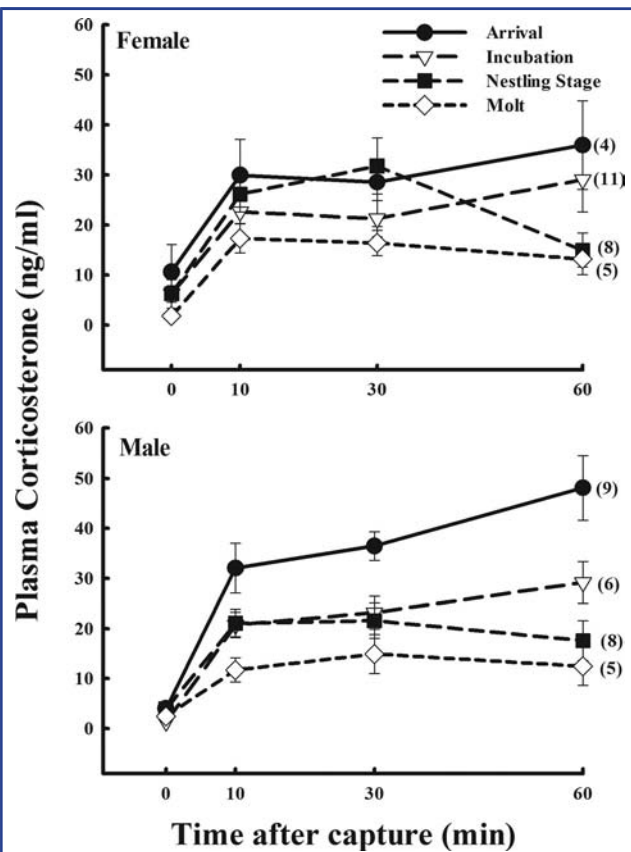 Plasma Corticosterone (ng/ml)
Female
Arrival
Incubation
Nestling Stage
Molt
60
50
40
30
20
10
0
(4)
(11)
(8)
(5)
0 10 30 60
Male
60
50
40
30
20
10
0
(9)
(6)
(8)
(5)
0 10 30 60
Time after capture (min)